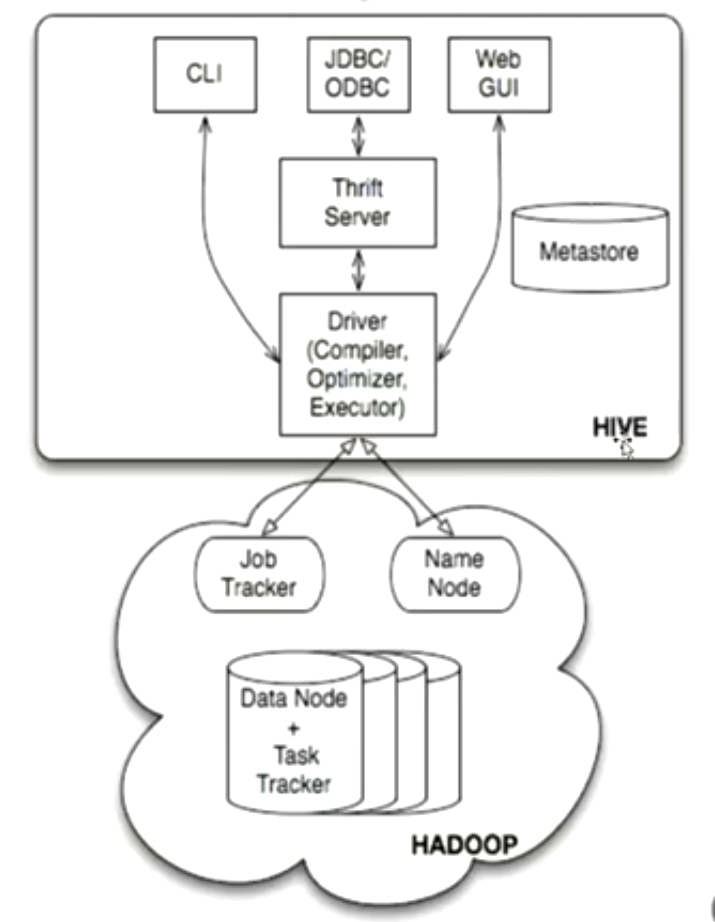 CLI
JDBC/
ODBC
Web
GUI
Thrift
Server
Metastore
Driver
(Compiler,
Optimizer,
Executor)
HIVE
Job
Tracker
Name
Node
Data Node
+
Task
Tracker
HADOOP